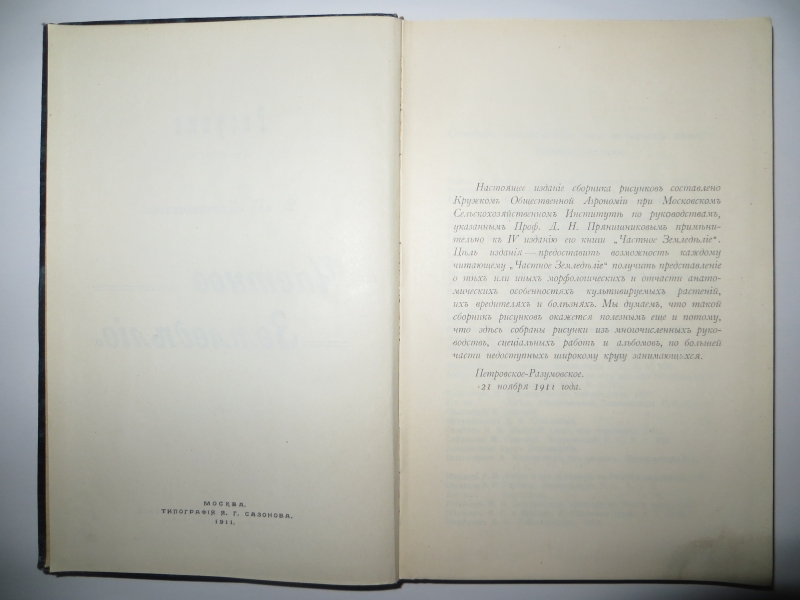 МОСКВА.
ТИПОГРАФІЯ В. Г. САЗОНОВА.
1911.
Настоящее изданіе сборника рисунковъ составлено
Кружкомъ Общественной Агрономіи при Московскомъ
Сельскохозяйственномъ Институтѣ по руководствамъ,
указаннымъ Проф. Д. Н. Прянишниковымъ примѣни-
тельно къ IV изданію его книги „Частное Земледѣліе“.
Цѣль изданія—предоставить возможность каждому
читающему „Частное Земледѣліе“ получить представленіе
о тѣхъ или иныхъ морфологическихъ и отчасти анато-
мическихъ особенностяхъ культивируемыхъ растеній,
ихъ вредителяхъ и болѣзняхъ. Мы думаемъ, что такой
сборникъ рисунковъ окажется полезнымъ еще и потому,
что здѣсь собраны рисунки изъ многочисленныхъ руко-
водствъ, спеціальныхъ работъ и альбомовъ, по большей
части недоступныхъ широкому кругу занимающихся.
Петровское-Разумовское.
21 ноября 1911 года.